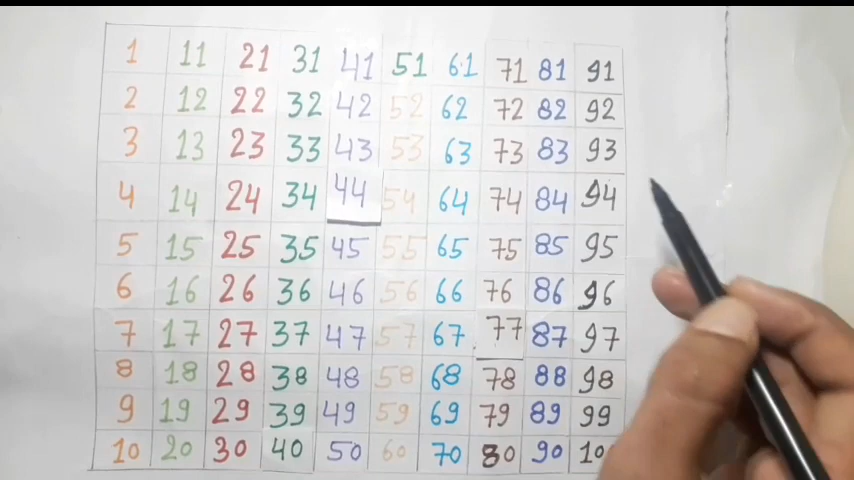 1 11 21 31 41 51 61 71 81 91
2 12 22 32 42 52 62 72 82 92
3 13 23 33 43 53 63 73 83 93
4 14 24 34 44 54 64 74 84 94
5 15 25 35 45 55 65 75 85 95
6 16 26 36 46 56 66 76 86 96
7 17 27 37 47 57 67 77 87 97
8 18 28 38 48 58 68 78 88 98
9 19 29 39 49 59 69 79 89 99
10 20 30 40 50 60 70 80 90 100